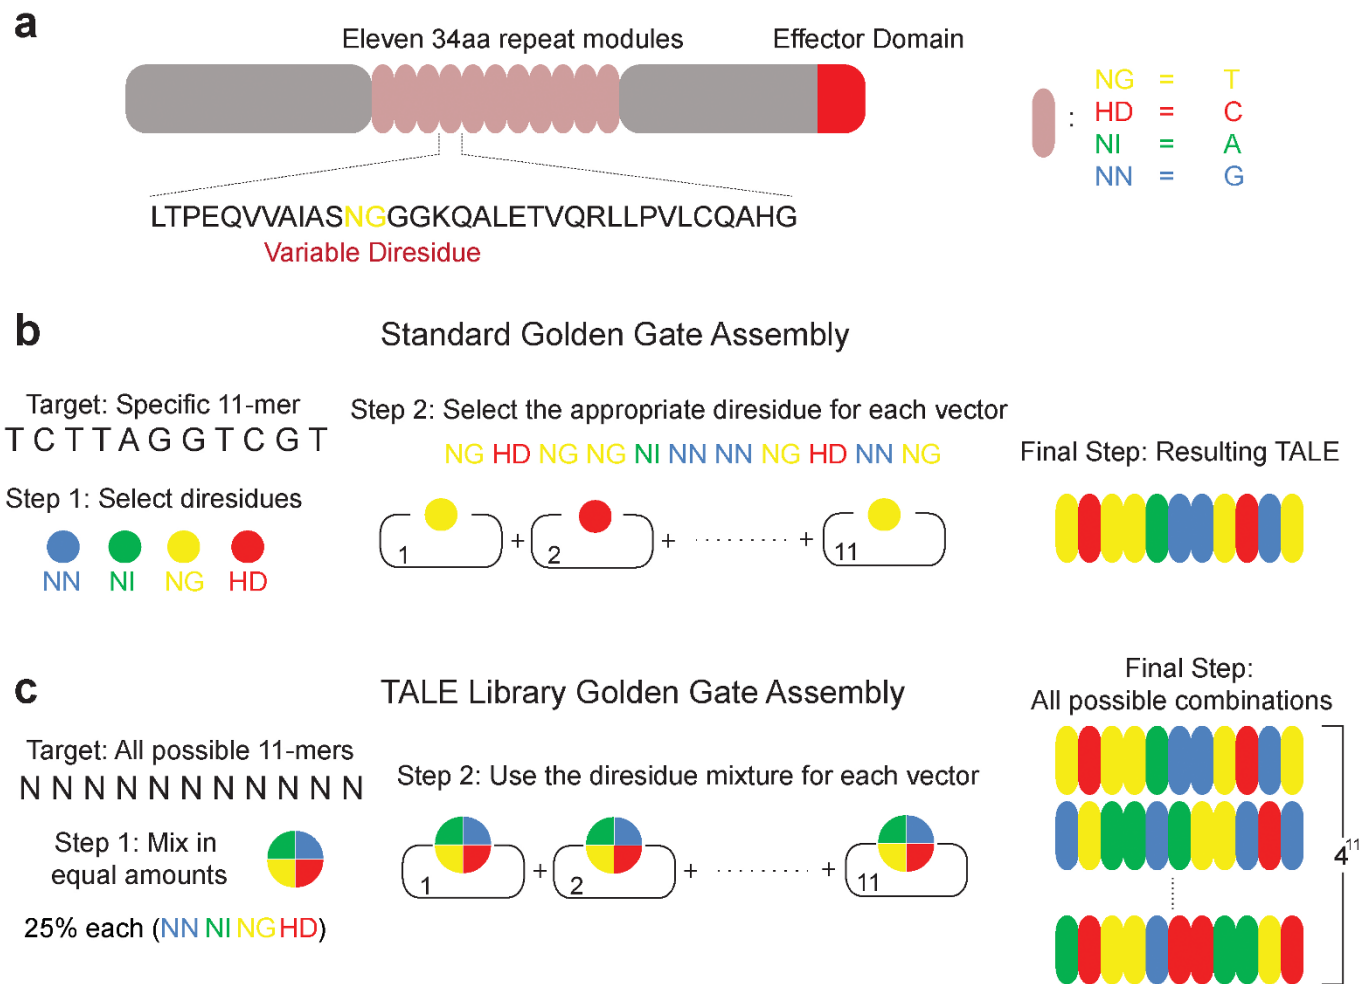 a
Eleven 34aa repeat modules
Effector Domain
NG = T
HD = C
: NI = A
NN = G
LTPEQVVAIASNGGGKQALETVQRLLPVLCQAHG
Variable Diresidue
b
Standard Golden Gate Assembly
Target: Specific 11-mer
T C T T A G G T C G T
Step 1: Select diresidues
NN NI NG HD
Step 2: Select the appropriate diresidue for each vector
NG HD NG NG NI NN NN NG HD NN NG
1 + 2 + ········· + 11
Final Step: Resulting TALE
c
TALE Library Golden Gate Assembly
Target: All possible 11-mers
N N N N N N N N N N N
Step 1: Mix in
equal amounts
25% each (NN NI NG HD)
Step 2: Use the diresidue mixture for each vector
1 + 2 + ········· + 11
Final Step:
All possible combinations
4¹¹